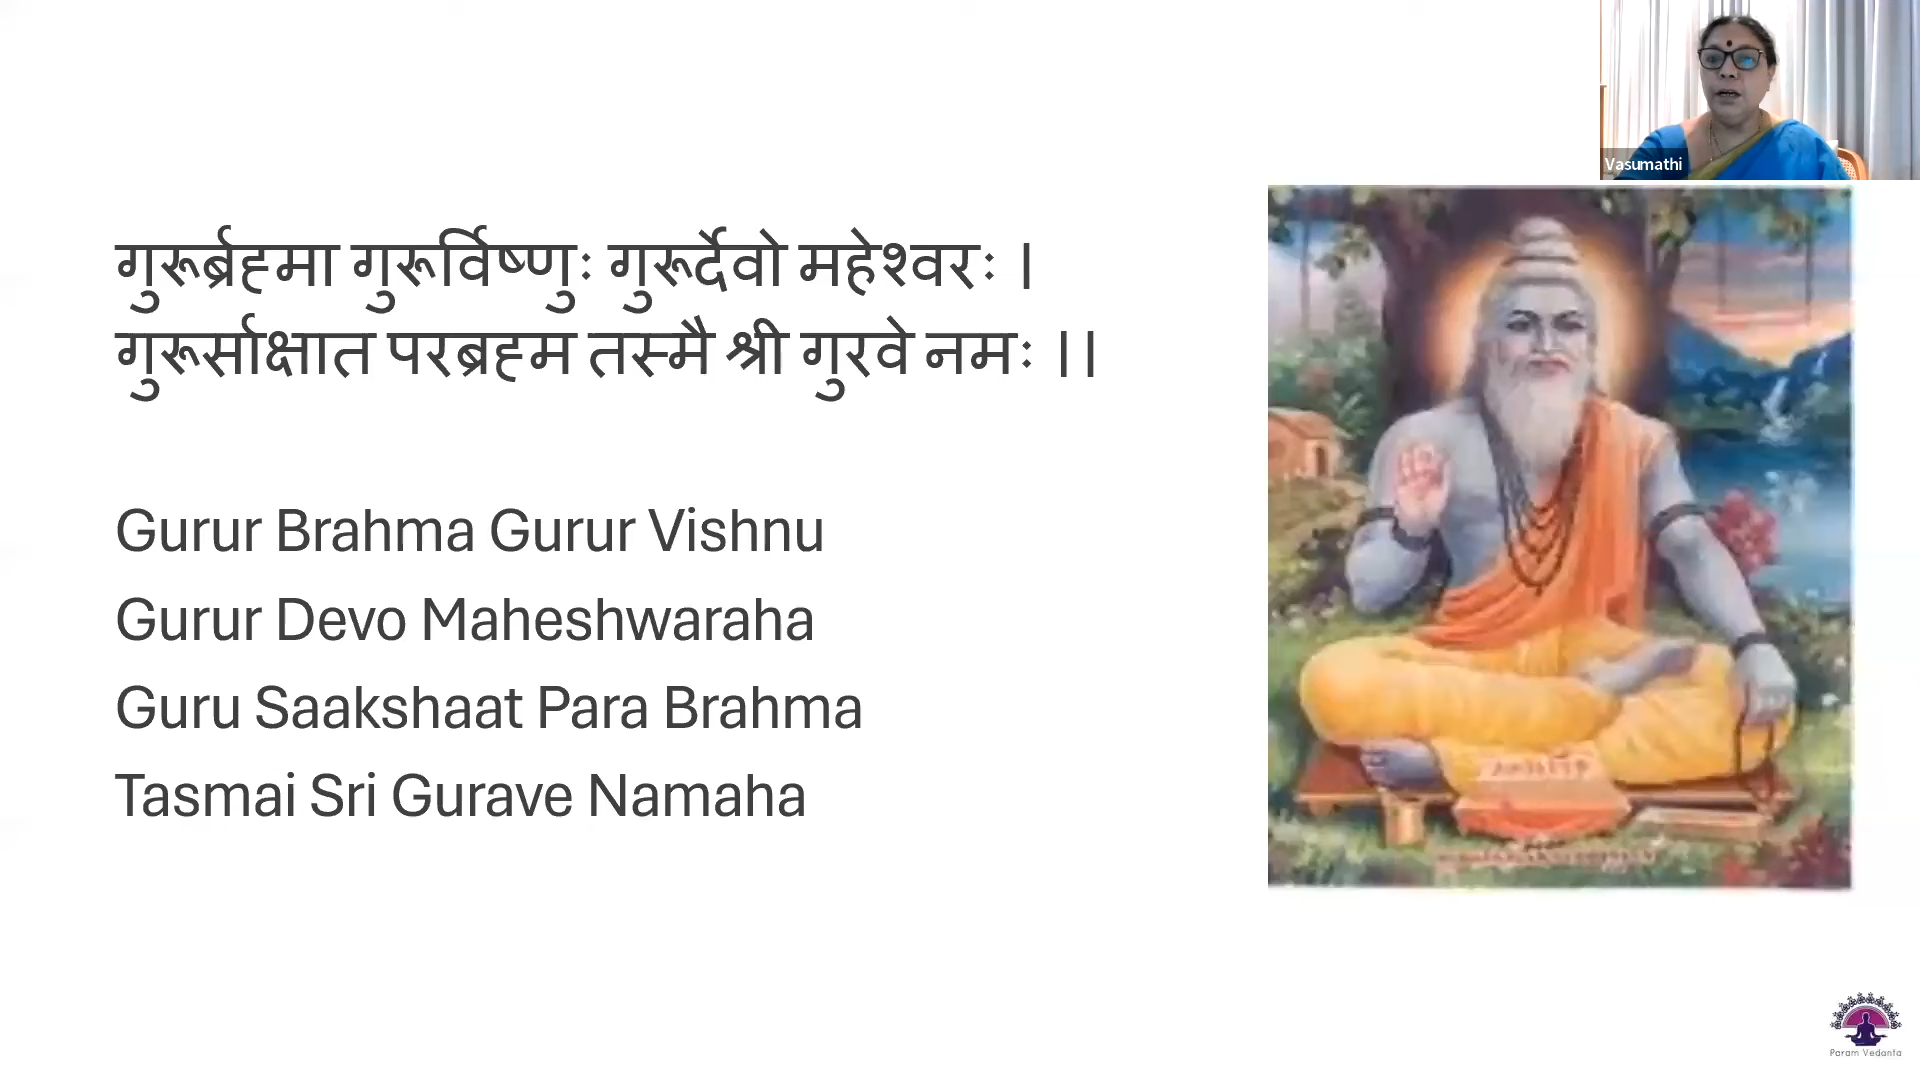 Vasumathi
गुरूर्ब्रह्मा गुरूर्विष्णुः गुरूर्देवो महेश्वरः ।
गुरूर्साक्षात परब्रह्म तस्मै श्री गुरवे नमः ।।
Gurur Brahma Gurur Vishnu
Gurur Devo Maheshwaraha
Guru Saakshaat Para Brahma
Tasmai Sri Gurave Namaha
Param Vedanta